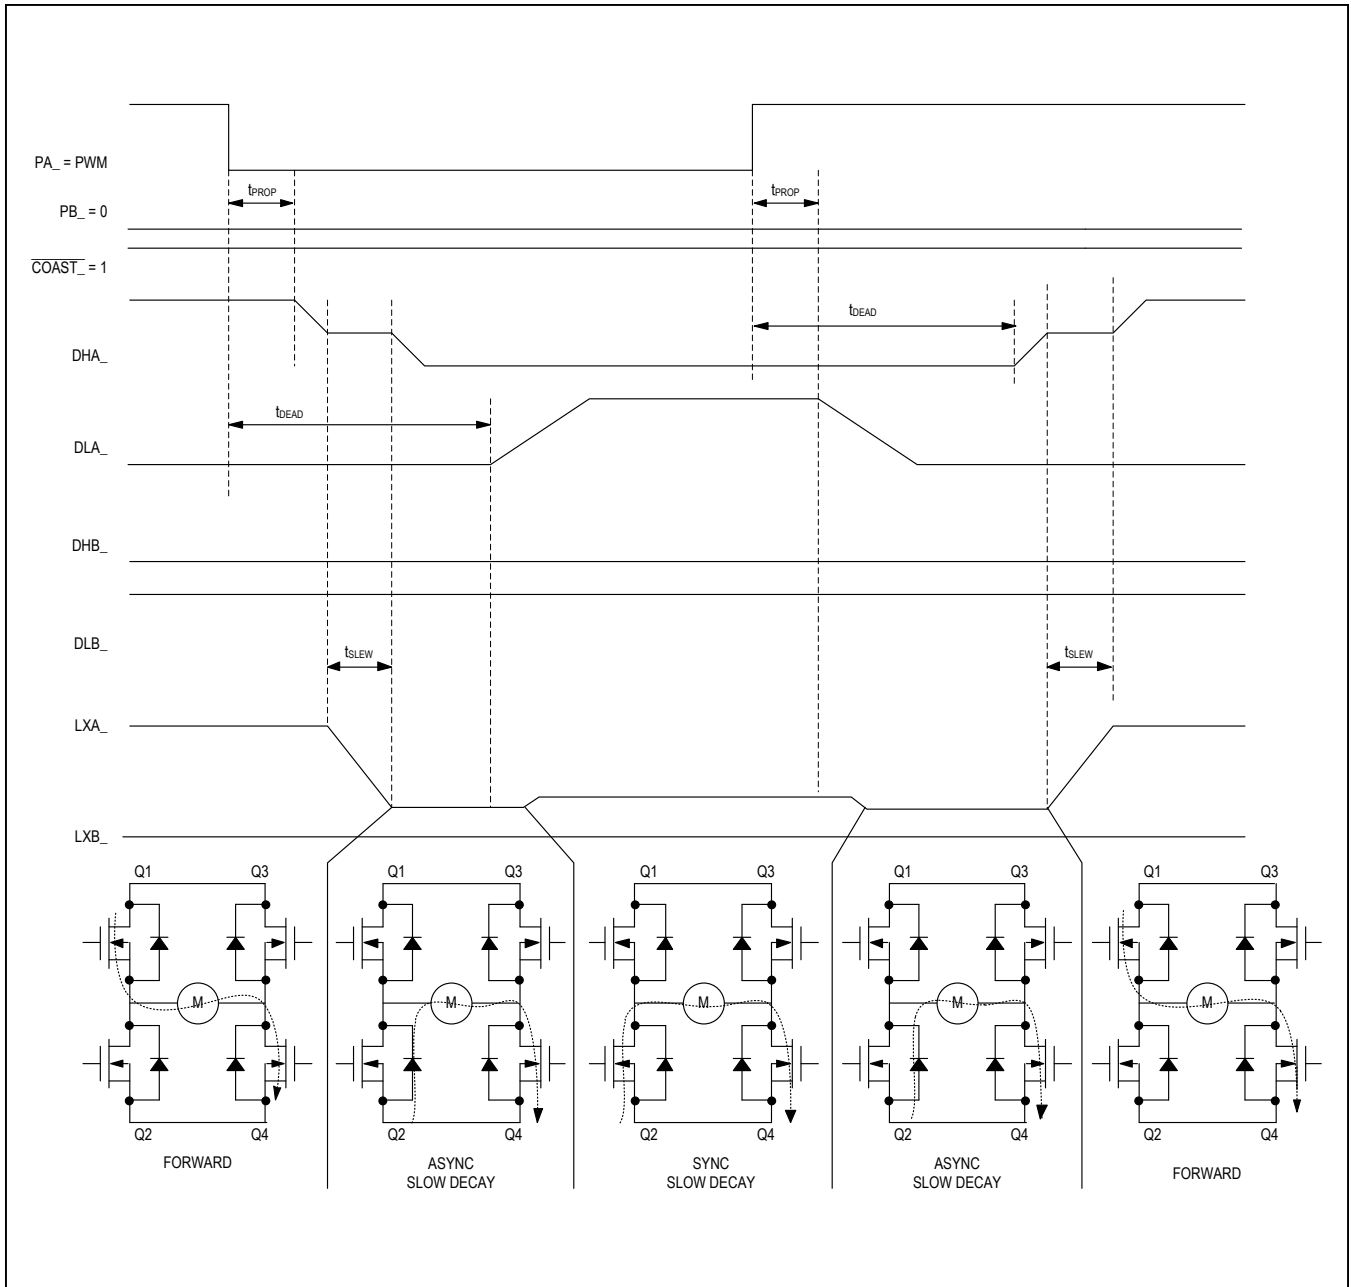 PA_ = PWM
tPROP
tPROP
PB_ = 0
COAST_ = 1
tDEAD
DHA_
tDEAD
DLA_
DHB_
DLB_
tSLEW
tSLEW
LXA_
LXB_
Q1 Q3 Q1 Q3 Q1 Q3 Q1 Q3 Q1 Q3
M M M M M
Q2 Q4 Q2 Q4 Q2 Q4 Q2 Q4 Q2 Q4
FORWARD
ASYNC
SLOW DECAY
SYNC
SLOW DECAY
ASYNC
SLOW DECAY
FORWARD